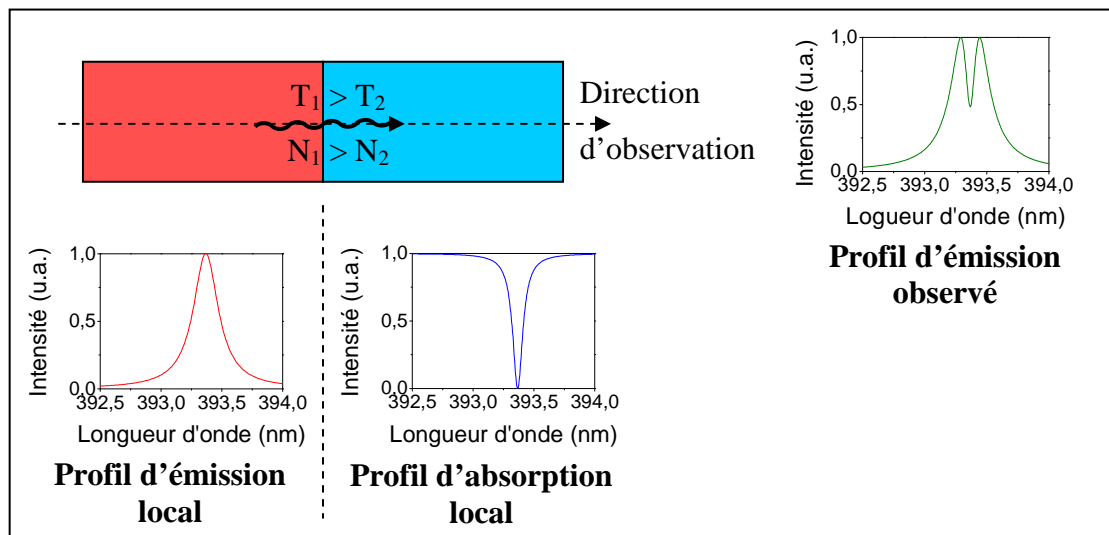 T1 > T2
N1 > N2
Direction
d'observation
Intensité (u.a.)
1,0
0,5
0,0
392,5 393,0 393,5 394,0
Logueur d'onde (nm)
Profil d'émission
observé
Intensité (u.a.)
1,0
0,5
0,0
392,5 393,0 393,5 394,0
Longueur d'onde (nm)
Profil d'émission
local
Intensité (u.a.)
1,0
0,5
0,0
392,5 393,0 393,5 394,0
Longueur d'onde (nm)
Profil d'absorption
local